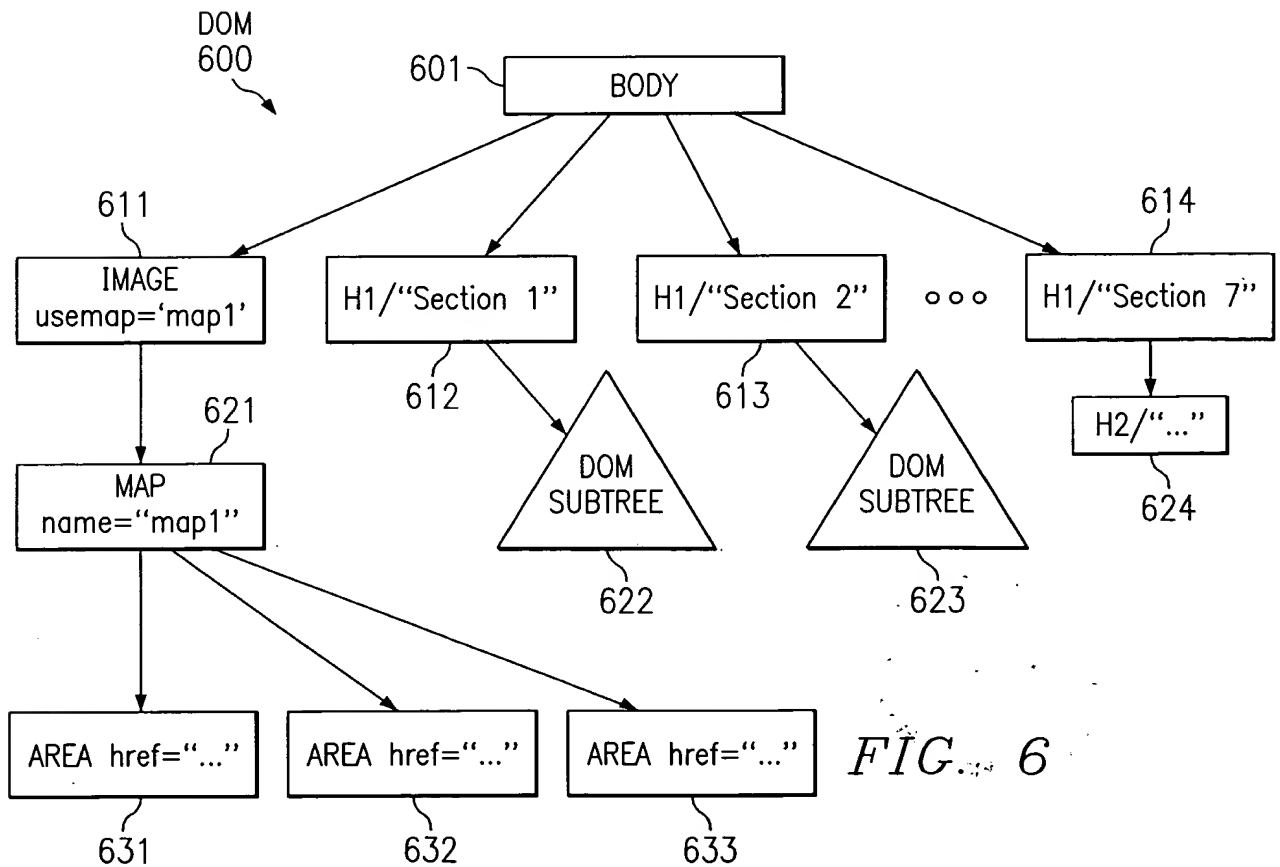 DOM
600
601
BODY
611
614
IMAGE
usemap=‘map1’
H1/“Section 1”
H1/“Section 2”
H1/“Section 7”
612
613
621
H2/“...”
MAP
name=“map1”
DOM
SUBTREE
DOM
SUBTREE
624
622
623
AREA href=“...”
AREA href=“...”
AREA href=“...”
FIG. 6
631
632
633